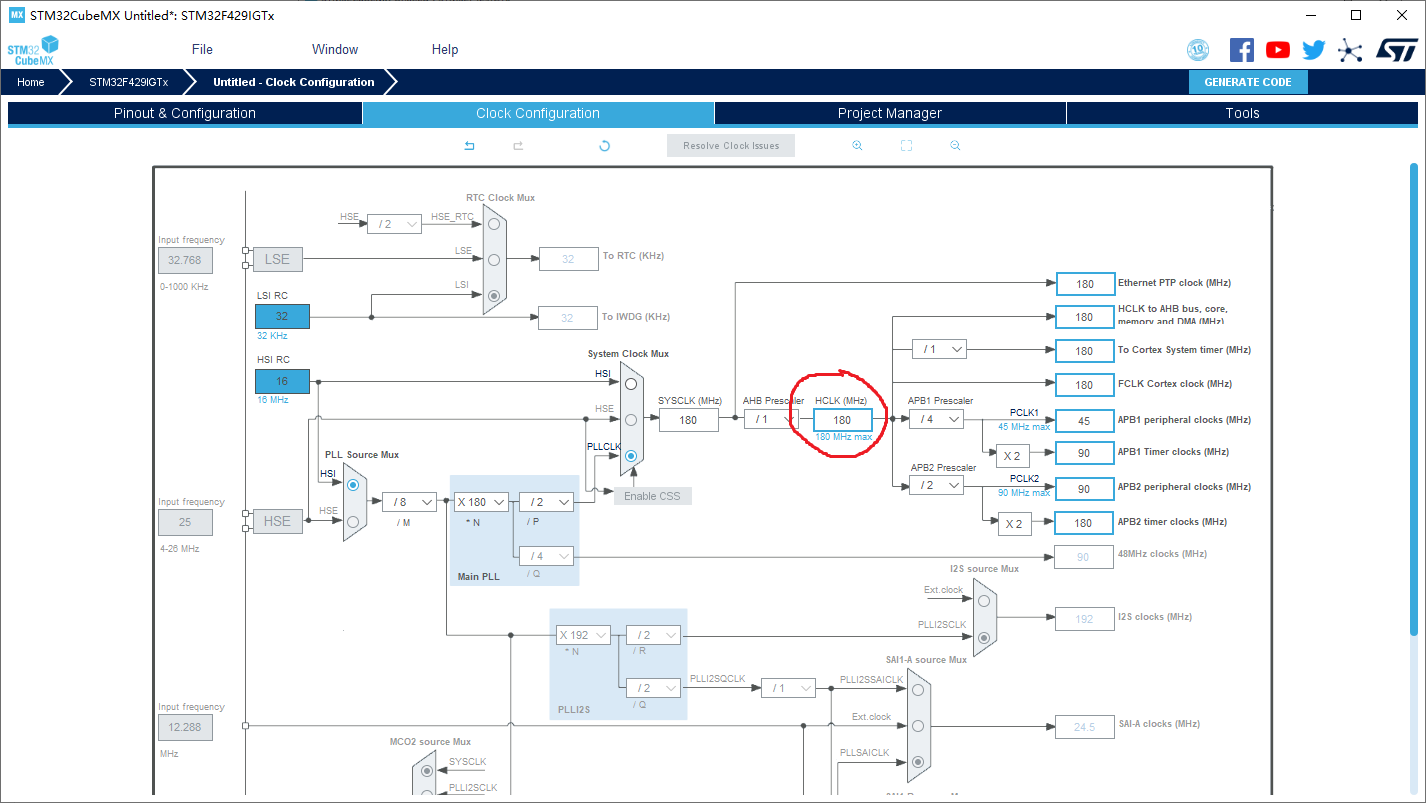 MX STM32CubeMX Untitled*: STM32F429IGTx
STM32
CubeMX
File Window Help
10
Home STM32F429IGTx Untitled - Clock Configuration GENERATE CODE
Pinout & Configuration Clock Configuration Project Manager Tools
Resolve Clock Issues
RTC Clock Mux
HSE / 2 HSE_RTC
Input frequency
32.768 LSE LSE 32 To RTC (KHz)
0-1000 KHz
LSI
LSI RC
32 32 To IWDG (KHz)
32 KHz
Ethernet PTP clock (MHz)
180
HCLK to AHB bus, core,
180 memory and DMA (MHz)
/ 1 180 To Cortex System timer (MHz)
HSI RC System Clock Mux
16 HSI
16 MHz
180 FCLK Cortex clock (MHz)
SYSCLK (MHz) AHB Prescaler HCLK (MHz) APB1 Prescaler
HSE 180 / 1 180 / 4 PCLK1 45 APB1 peripheral clocks (MHz)
180 MHz max 45 MHz max
PLLCLK
X 2 90 APB1 Timer clocks (MHz)
PLL Source Mux
HSI
APB2 Prescaler
/ 2 PCLK2 90 APB2 peripheral clocks (MHz)
90 MHz max
Enable CSS
Input frequency
25 HSE HSE / 8 X 180 / 2
/ M * N / P
X 2 180 APB2 timer clocks (MHz)
4-26 MHz
/ 4 90 48MHz clocks (MHz)
Main PLL / Q
I2S source Mux
Ext.clock
192 I2S clocks (MHz)
PLLI2SCLK
X 192 / 2
* N / R
SAI1-A source Mux
/ 2 PLLI2SQCLK / 1 PLLI2SSAICLK
PLLI2S / Q
Input frequency
12.288 Ext.clock 24.5 SAI-A clocks (MHz)
MHz
MCO2 source Mux
PLLSAICLK
SYSCLK
PLLI2SCLK